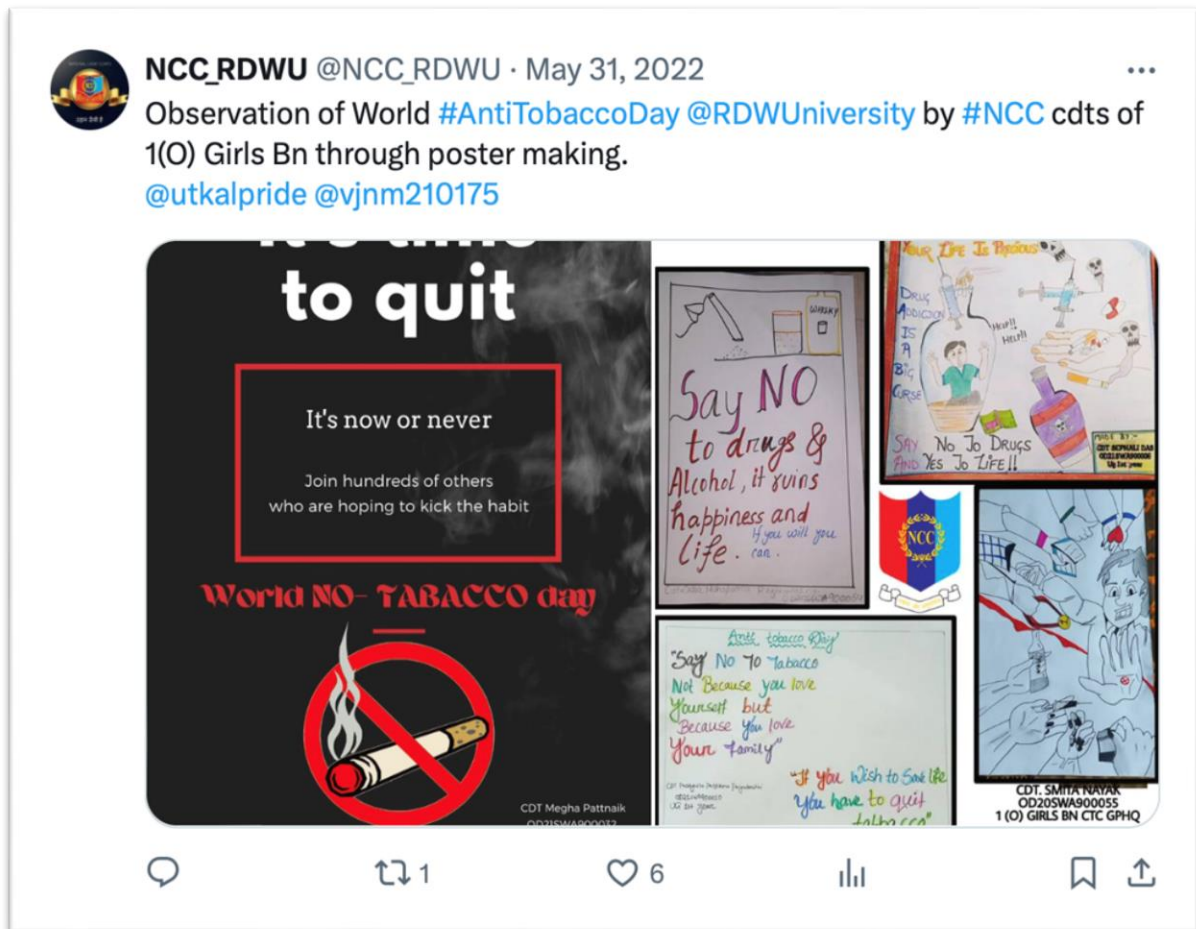 NCC_RDWU @NCC_RDWU · May 31, 2022
Observation of World #AntiTobaccoDay @RDWUniversity by #NCC cdts of
1(O) Girls Bn through poster making.
@utkalpride @vjnm210175
to quit
It's now or never
Join hundreds of others
who are hoping to kick the habit
World NO- TABACCO day
CDT Megha Pattnaik
WHISKY
Say NO
to drugs &
Alcohol, it ruins
happiness and
life.
If you will you
can.
YOUR LIFE IS PRECIOUS
DRUG
ADDICTION
IS
A
BIG
CURSE
HELP!!
HELP!!
SAY No To DRUGS
AND YES To LIFE!!
MADE BY:-
UG 1st year
NCC
Anti tobacco Day
"Say No To Tabacco
Not Because you love
Yourself but
Because You love
Your family"
"If you Wish to Save life
You have to quit
CDT. SMITA NAYAK
OD20SWA900055
1 (O) GIRLS BN CTC GPHQ
1
6